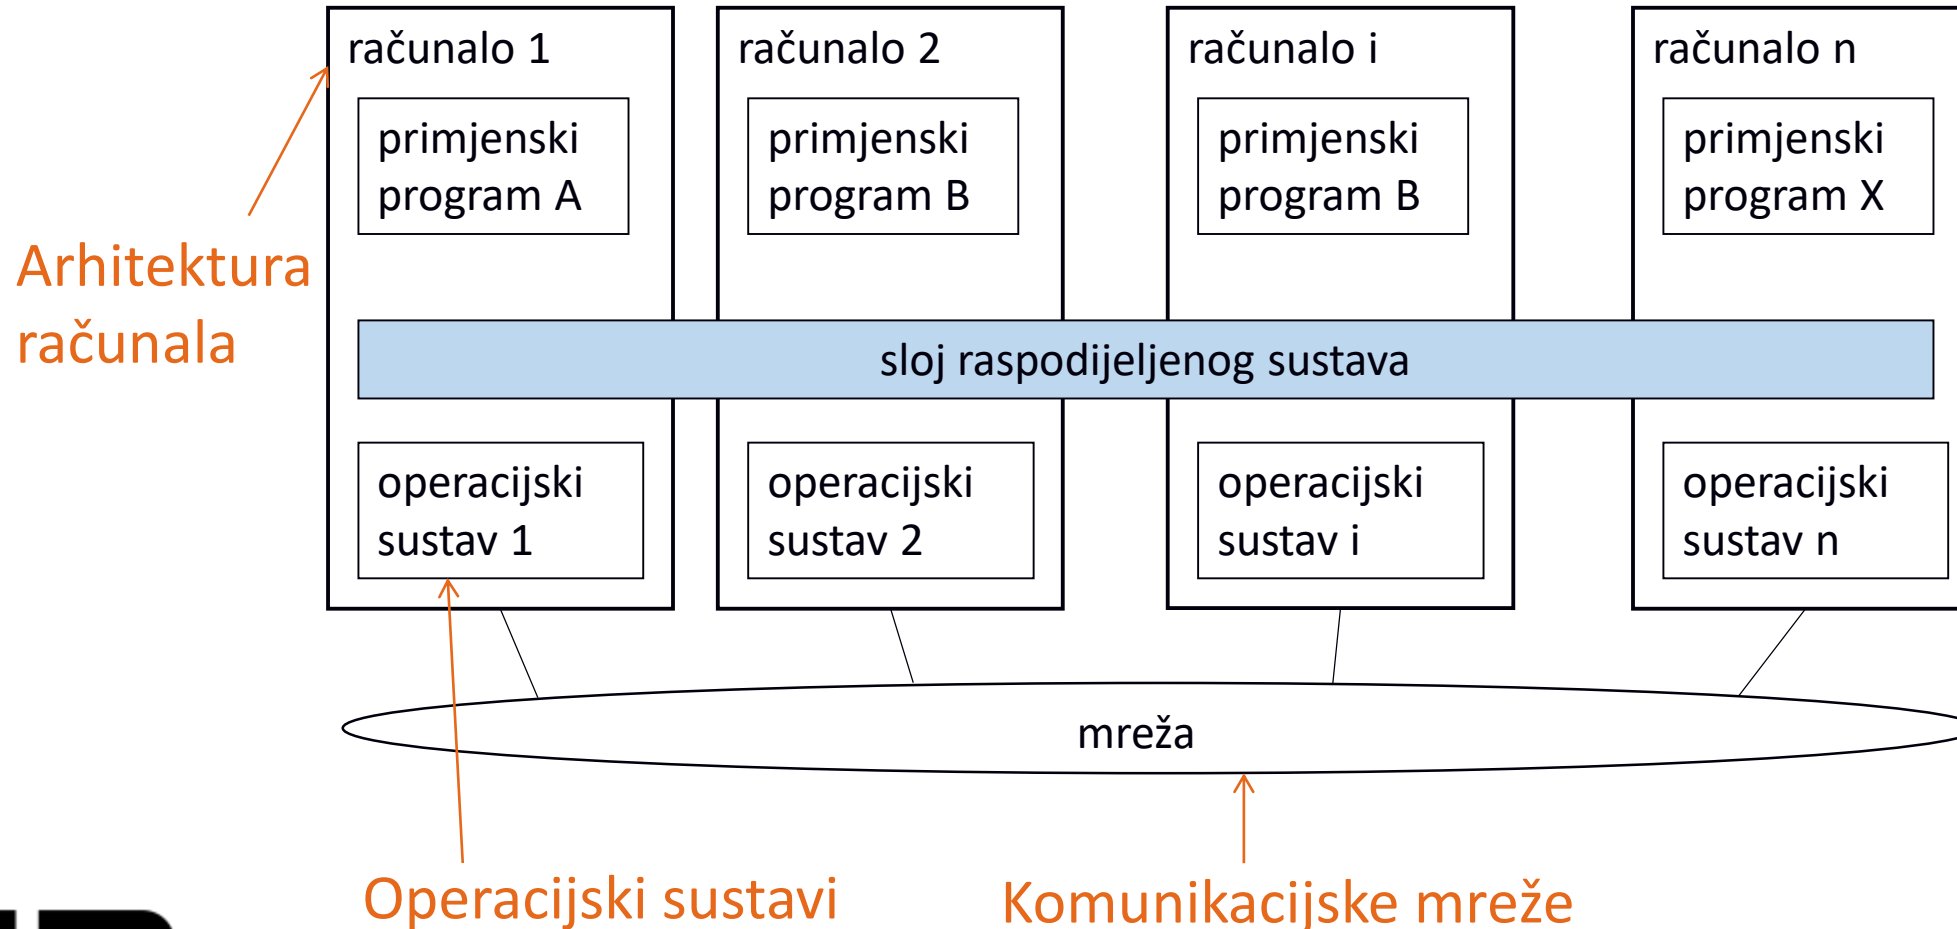 računalo 1
računalo 2
računalo i
računalo n
primjenski
program A
primjenski
program B
primjenski
program B
primjenski
program X
Arhitektura
računala
sloj raspodijeljenog sustava
operacijski
sustav 1
operacijski
sustav 2
operacijski
sustav i
operacijski
sustav n
mreža
Operacijski sustavi
Komunikacijske mreže